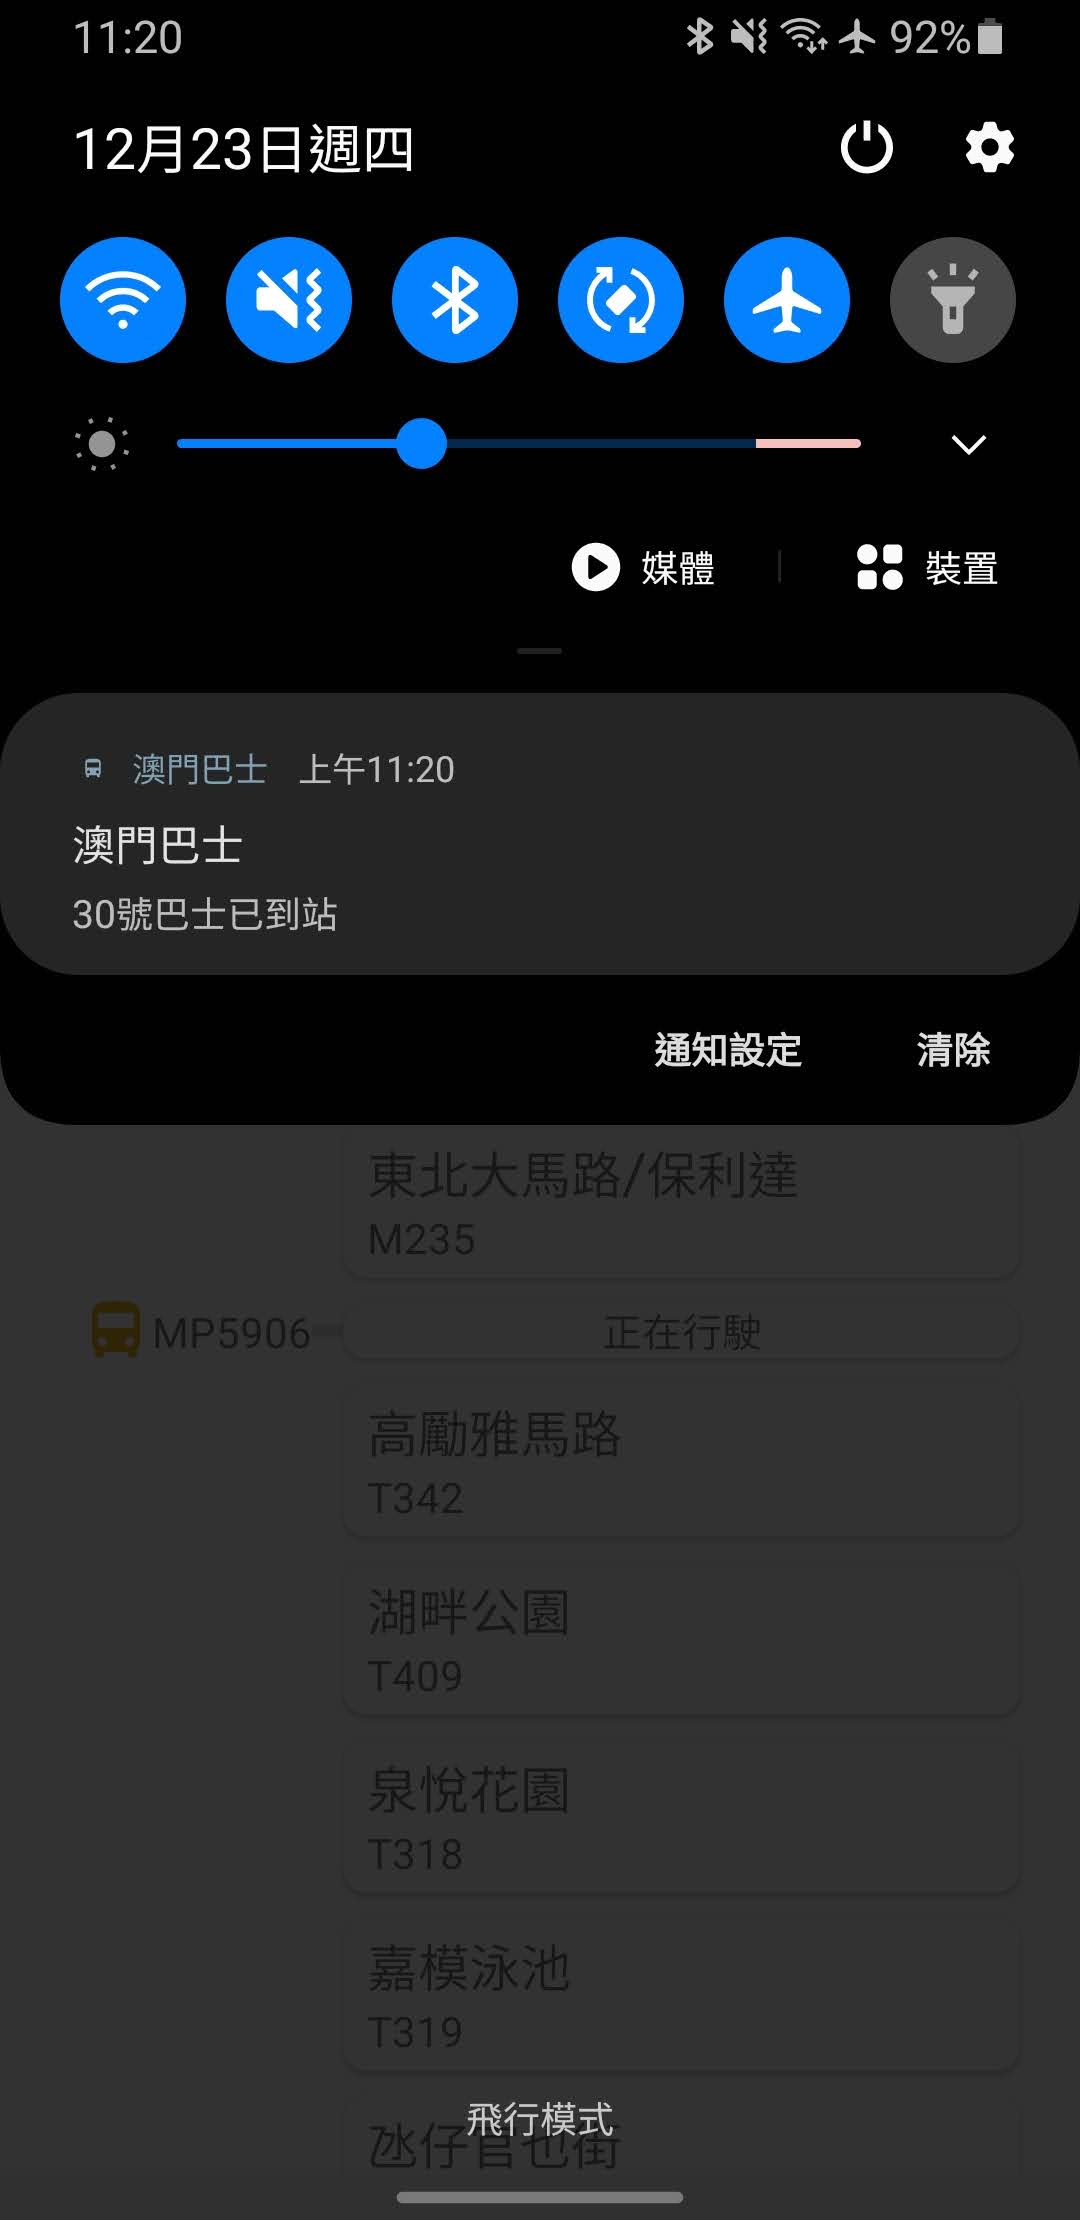 11:20 92%
12月23日週四
媒體 裝置
澳門巴士 上午11:20
澳門巴士
30號巴士已到站
通知設定 清除
東北大馬路/保利達
M235
MP5906 正在行駛
高勵雅馬路
T342
湖畔公園
T409
泉悅花園
T318
嘉模泳池
T319
飛行模式
氹仔官也街